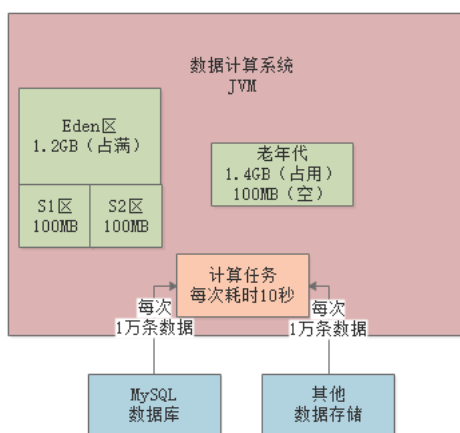 数据计算系统
JVM
Eden区
1.2GB（占满）
S1区
100MB
S2区
100MB
老年代
1.4GB（占用）
100MB（空）
计算任务
每次耗时10秒
每次
1万条数据
每次
1万条数据
MySQL
数据库
其他
数据存储